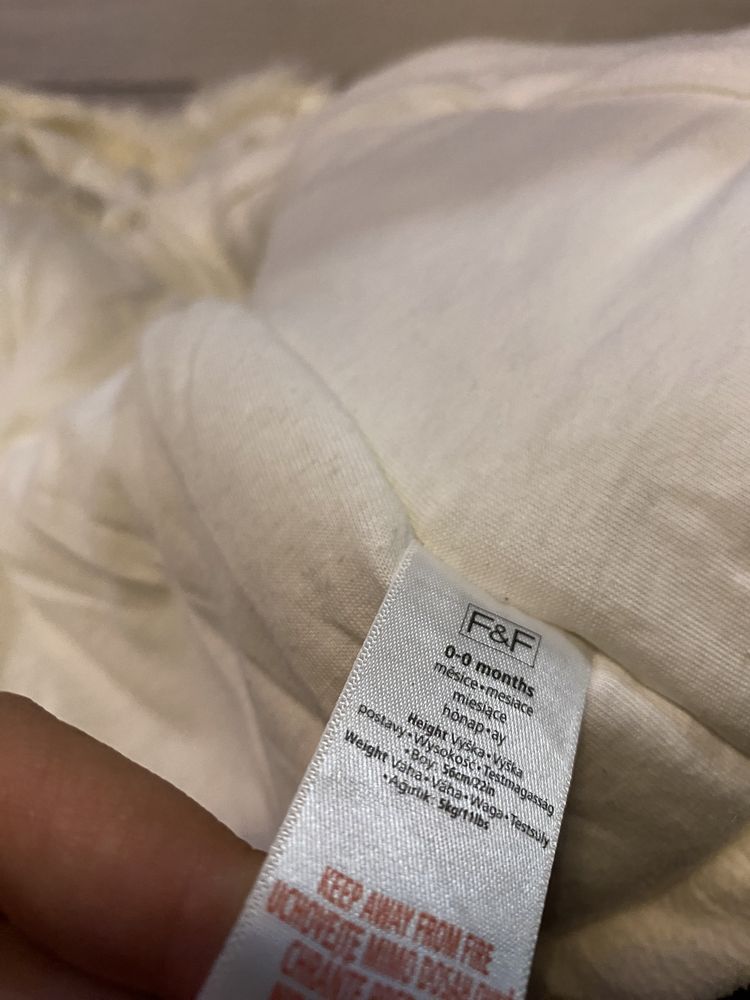 F&F
0-0 months
měsíce•mesiace
miesiące
hónap•ay
Height Výška•Výška
postavy•Wysokość•Testmagasság
•Boy: 56cm/22in
Weight Váha•Váha•Waga•Testsúly
•Ağırlık: 5kg/11lbs
KEEP AWAY FROM FIRE
UCHOVEJTE MIMO DOSAH
CHRÁŇTE